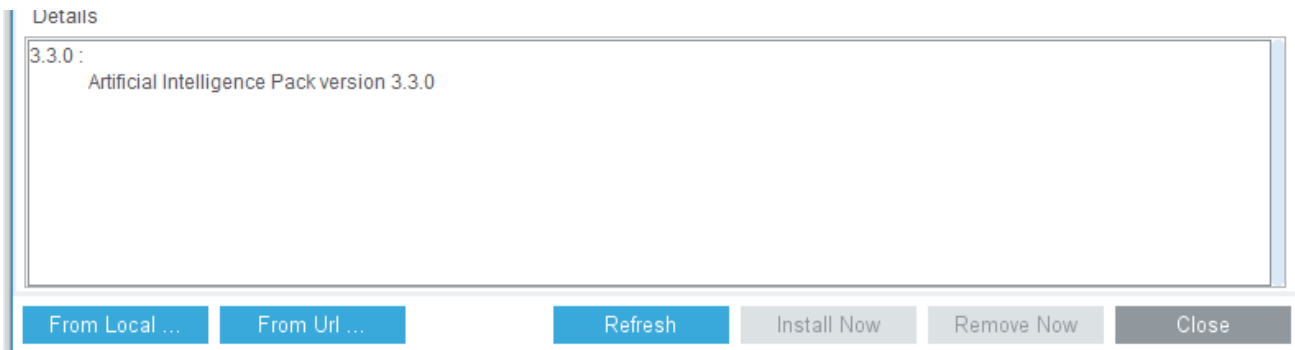 Details
3.3.0 :
Artificial Intelligence Pack version 3.3.0
From Local ... From Url ... Refresh Install Now Remove Now Close